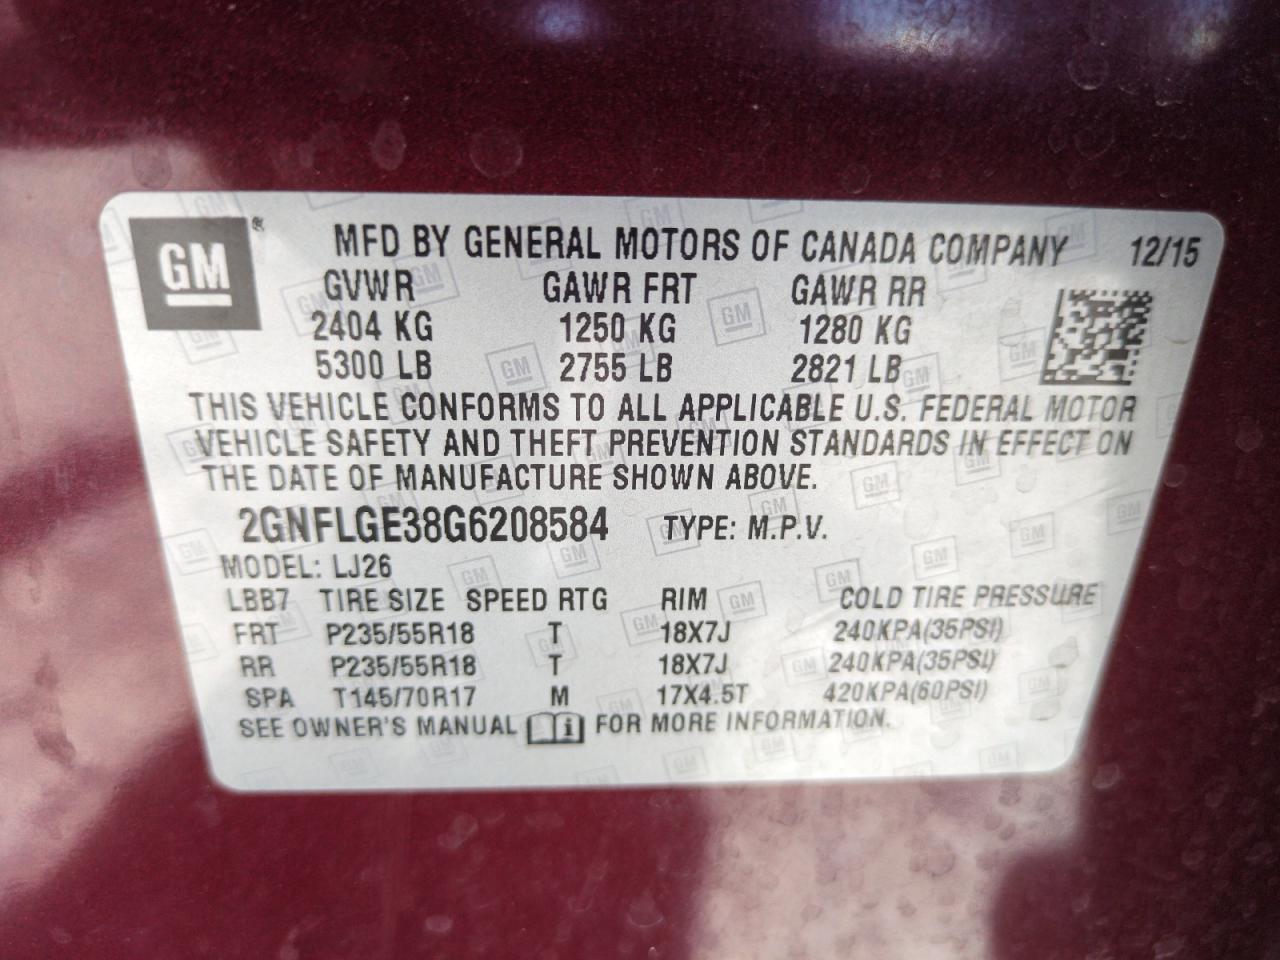 GM®
MFD BY GENERAL MOTORS OF CANADA COMPANY 12/15
GVWR GAWR FRT GAWR RR
2404 KG 1250 KG 1280 KG
5300 LB 2755 LB 2821 LB
THIS VEHICLE CONFORMS TO ALL APPLICABLE U.S. FEDERAL MOTOR
VEHICLE SAFETY AND THEFT PREVENTION STANDARDS IN EFFECT ON
THE DATE OF MANUFACTURE SHOWN ABOVE.
2GNFLGE38G6208584 TYPE: M.P.V.
MODEL: LJ26
LBB7 TIRE SIZE SPEED RTG RIM COLD TIRE PRESSURE
FRT P235/55R18 T 18X7J 240KPA(35PSI)
RR P235/55R18 T 18X7J 240KPA(35PSI)
SPA T145/70R17 M 17X4.5T 420KPA(60PSI)
SEE OWNER'S MANUAL i FOR MORE INFORMATION.